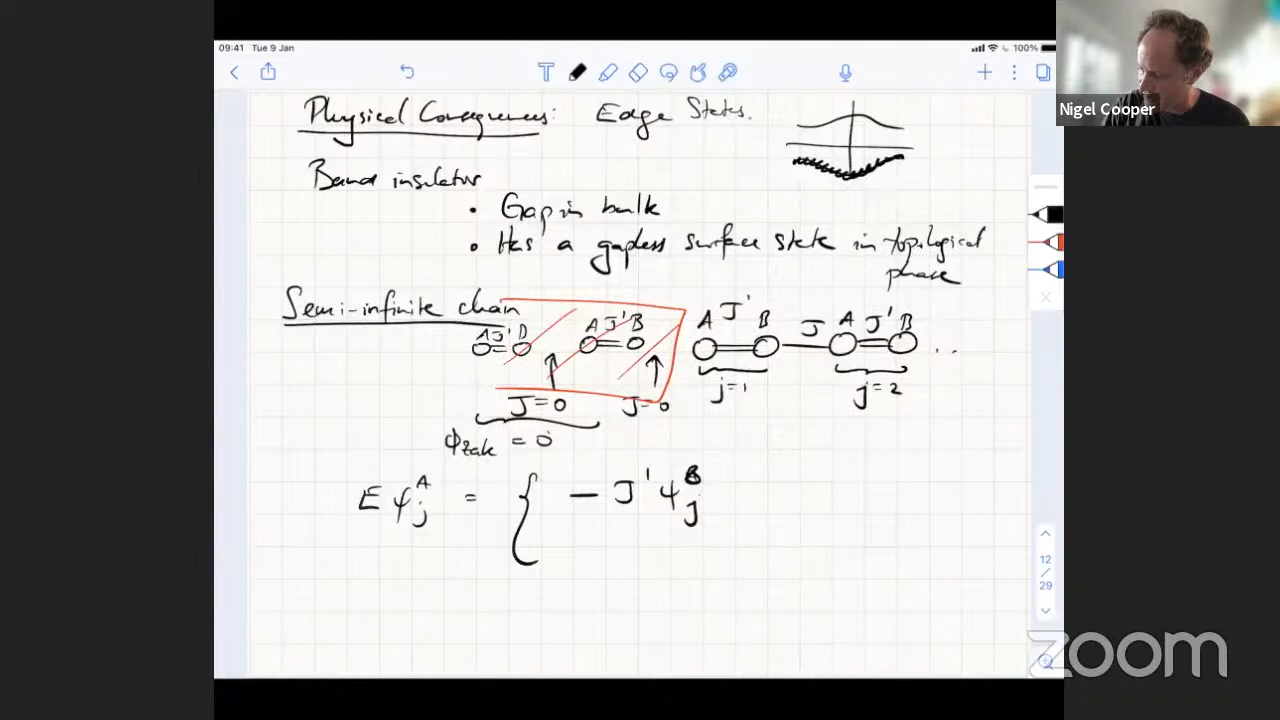 09:41 Tue 9 Jan
100%
Nigel Cooper
Physical Consequences: Edge States.
Band insulator
• Gap in bulk
• Has a gapless surface state in topological
phase
Semi-infinite chain
A J' B A J' B A J' B J A J' B ...
J=0 J=0 j=1 j=2
ϕzak = 0
E ψ_j^A = { - J' ψ_j^B
12
/
29
zoom